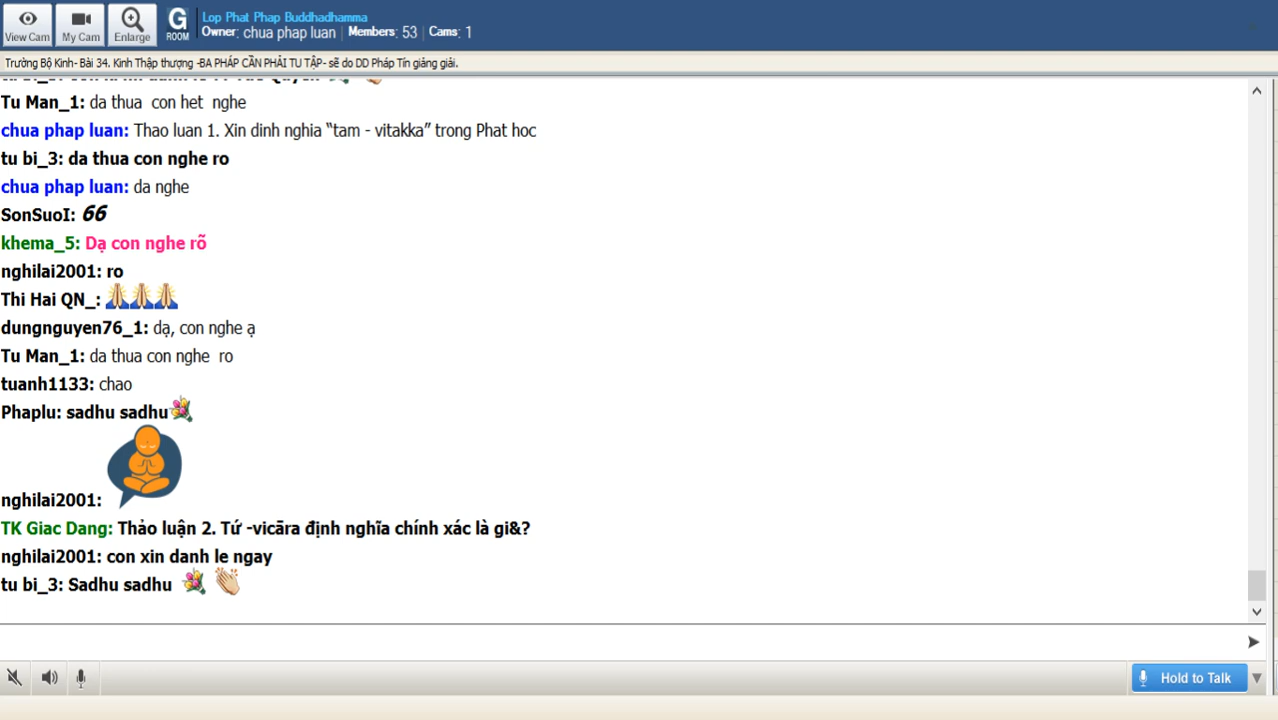 View Cam
My Cam
Enlarge
G
ROOM
Lop Phat Phap Buddhadhamma
Owner: chua phap luan | Members: 53 | Cams: 1
Trường Bộ Kinh- Bài 34. Kinh Thập thượng -BA PHÁP CẦN PHẢI TU TẬP- sẽ do DD Pháp Tín giảng giải.
Tu Man_1: da thua con het nghe
chua phap luan: Thao luan 1. Xin dinh nghia “tam - vitakka” trong Phat hoc
tu bi_3: da thua con nghe ro
chua phap luan: da nghe
SonSuoI: 66
khema_5: Dạ con nghe rõ
nghilai2001: ro
Thi Hai QN_:
dungnguyen76_1: dạ, con nghe ạ
Tu Man_1: da thua con nghe ro
tuanh1133: chao
Phaplu: sadhu sadhu
nghilai2001:
TK Giac Dang: Thảo luận 2. Tứ -vicāra định nghĩa chính xác là gi&?
nghilai2001: con xin danh le ngay
tu bi_3: Sadhu sadhu
Hold to Talk